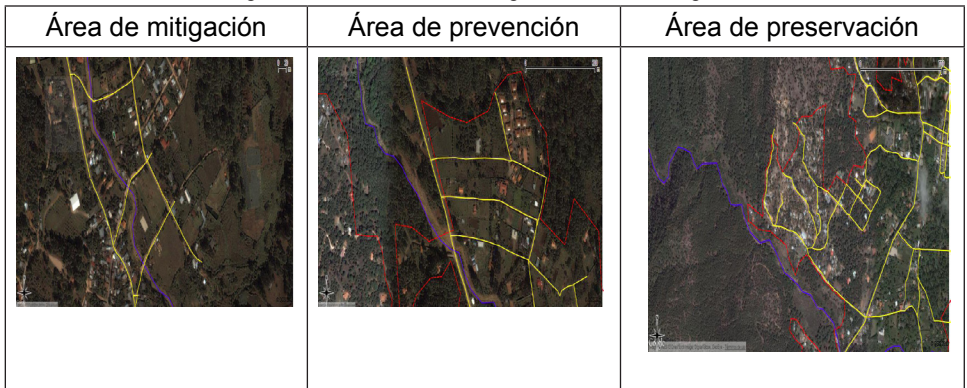 Área de mitigación
Área de prevención
Área de preservación